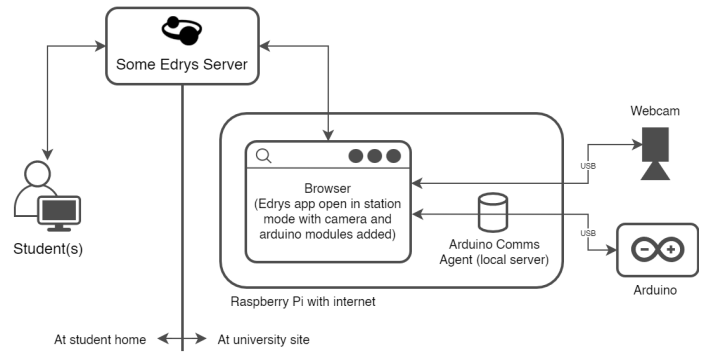 Some Edrys Server
Webcam
USB
Browser
(Edrys app open in station
mode with camera and
arduino modules added)
Student(s)
Arduino Comms
Agent (local server)
USB
Arduino
Raspberry Pi with internet
At student home
At university site